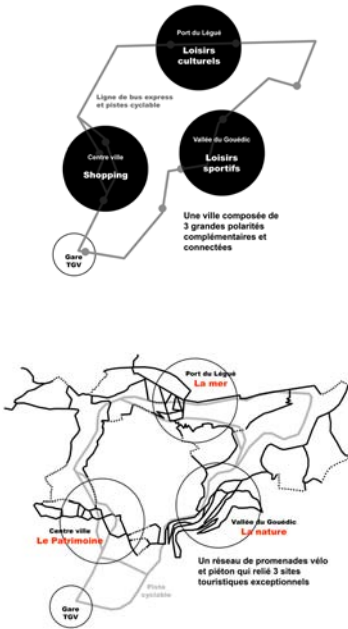 Port du Légué
Loisirs
culturels
Ligne de bus express
et pistes cyclable
Vallée du Gouëdic
Loisirs
sportifs
Centre ville
Shopping
Une ville composée de
3 grandes polarités
complémentaires et
connectées
Gare
TGV
Port du Légué
La mer
Centre ville
Le Patrimoine
Vallée du Gouëdic
La nature
Un réseau de promenades vélo
et piéton qui relié 3 sites
touristiques exceptionnels
Piste
cyclable
Gare
TGV